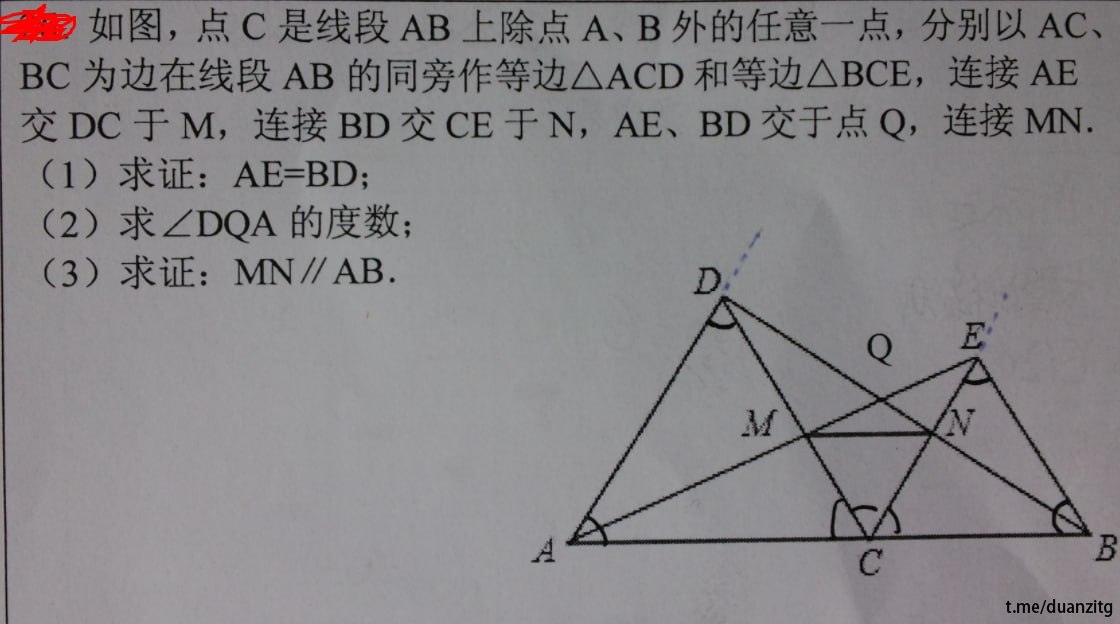 如图，点 C 是线段 AB 上除点 A、B 外的任意一点，分别以 AC、
BC 为边在线段 AB 的同旁作等边△ACD 和等边△BCE，连接 AE
交 DC 于 M，连接 BD 交 CE 于 N，AE、BD 交于点 Q，连接 MN.
（1）求证：AE=BD；
（2）求∠DQA 的度数；
（3）求证：MN∥AB.
D
Q
E
M
N
A
C
B
t.me/duanzitg